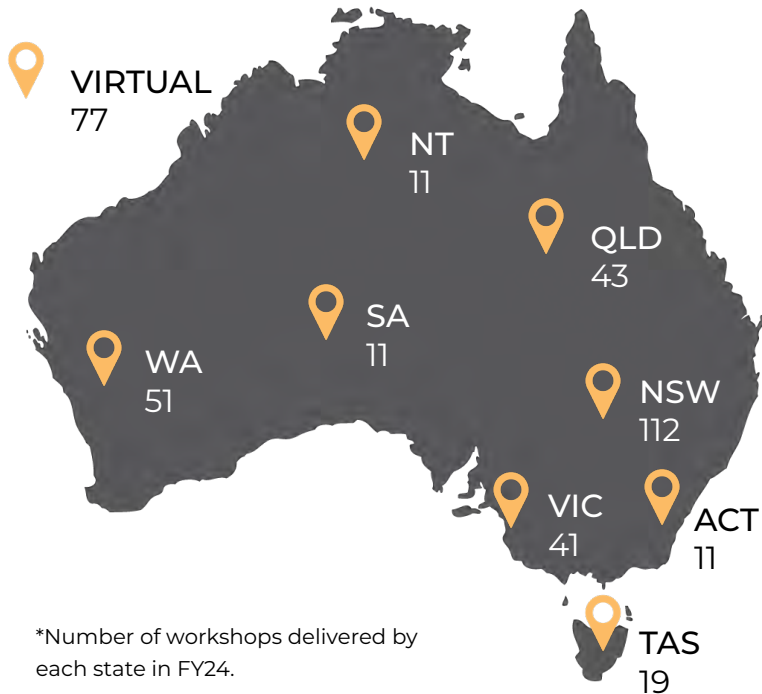 VIRTUAL
77
NT
11
QLD
43
SA
11
WA
51
NSW
112
VIC
41
ACT
11
TAS
19
*Number of workshops delivered by
each state in FY24.